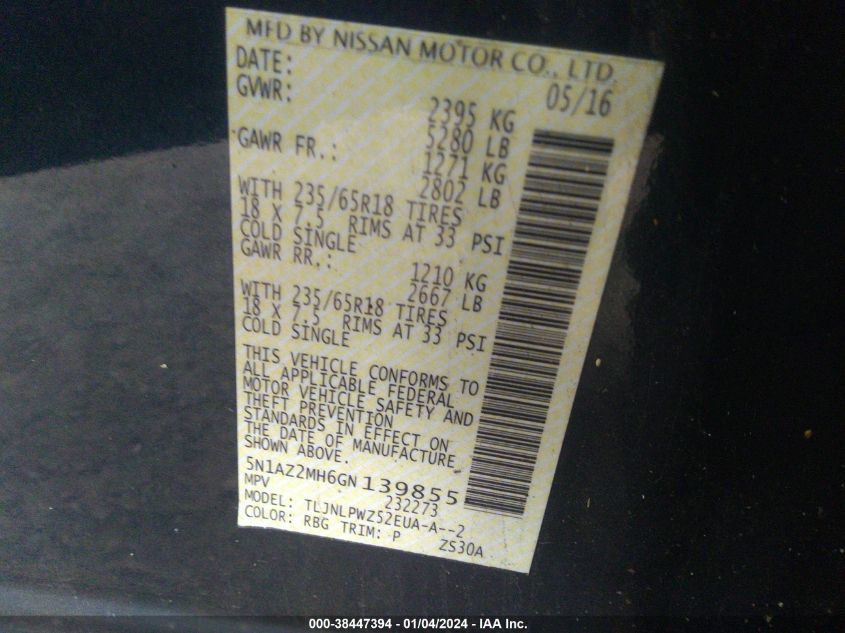 MFD BY NISSAN MOTOR CO., LTD.
DATE: 05/16
GVWR: 2395 KG
5280 LB
GAWR FR.: 1271 KG
2802 LB
WITH 235/65R18 TIRES
18 X 7.5 RIMS AT 33 PSI
COLD SINGLE
GAWR RR.: 1210 KG
2667 LB
WITH 235/65R18 TIRES
18 X 7.5 RIMS AT 33 PSI
COLD SINGLE
THIS VEHICLE CONFORMS TO
ALL APPLICABLE FEDERAL
MOTOR VEHICLE SAFETY AND
THEFT PREVENTION
STANDARDS IN EFFECT ON
THE DATE OF MANUFACTURE
SHOWN ABOVE.
5N1AZ2MH6GN139855
MPV 232273
MODEL: TLJNLPWZ52EUA-A--2
COLOR: RBG TRIM: P ZS30A
000-38447394 - 01/04/2024 - IAA Inc.